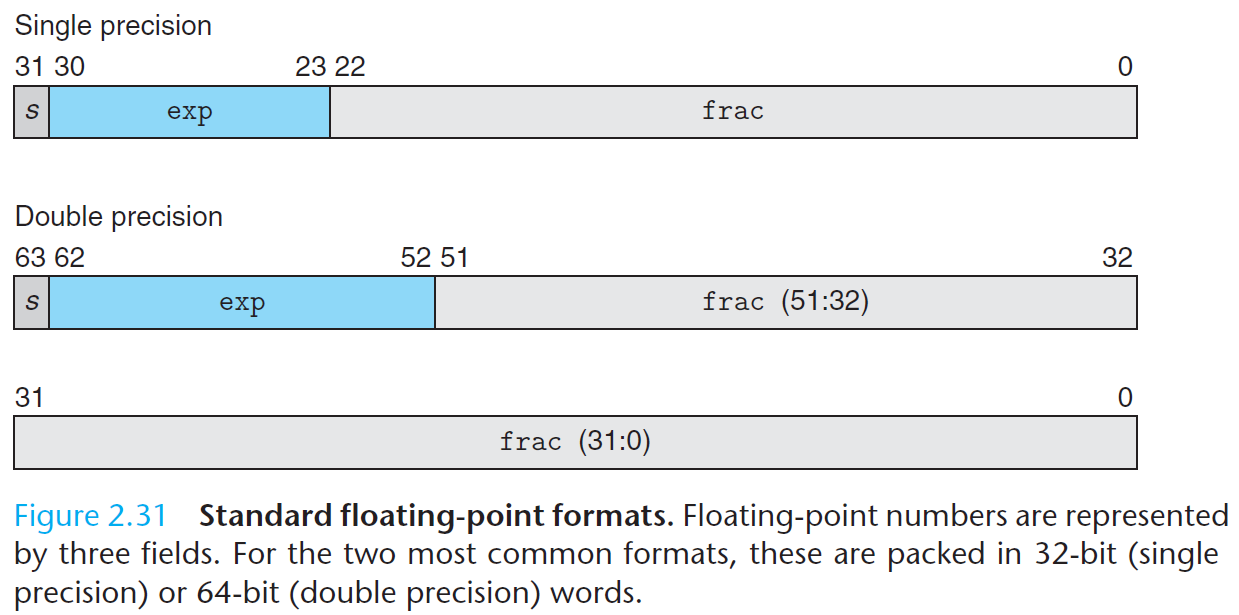 Single precision
31 30 23 22 0
s exp frac
Double precision
63 62 52 51 32
s exp frac (51:32)
31 0
frac (31:0)
Figure 2.31 Standard floating-point formats. Floating-point numbers are represented
by three fields. For the two most common formats, these are packed in 32-bit (single
precision) or 64-bit (double precision) words.